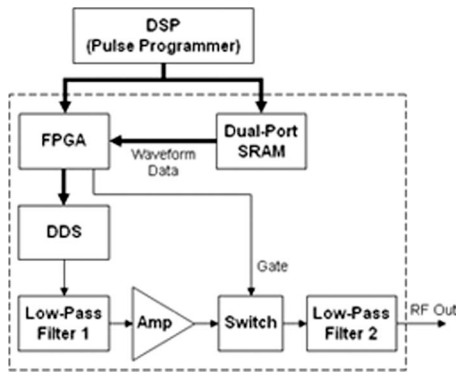 DSP
(Pulse Programmer)
FPGA
Dual-Port
SRAM
Waveform
Data
DDS
Gate
Low-Pass
Filter 1
Amp
Switch
Low-Pass
Filter 2
RF Out